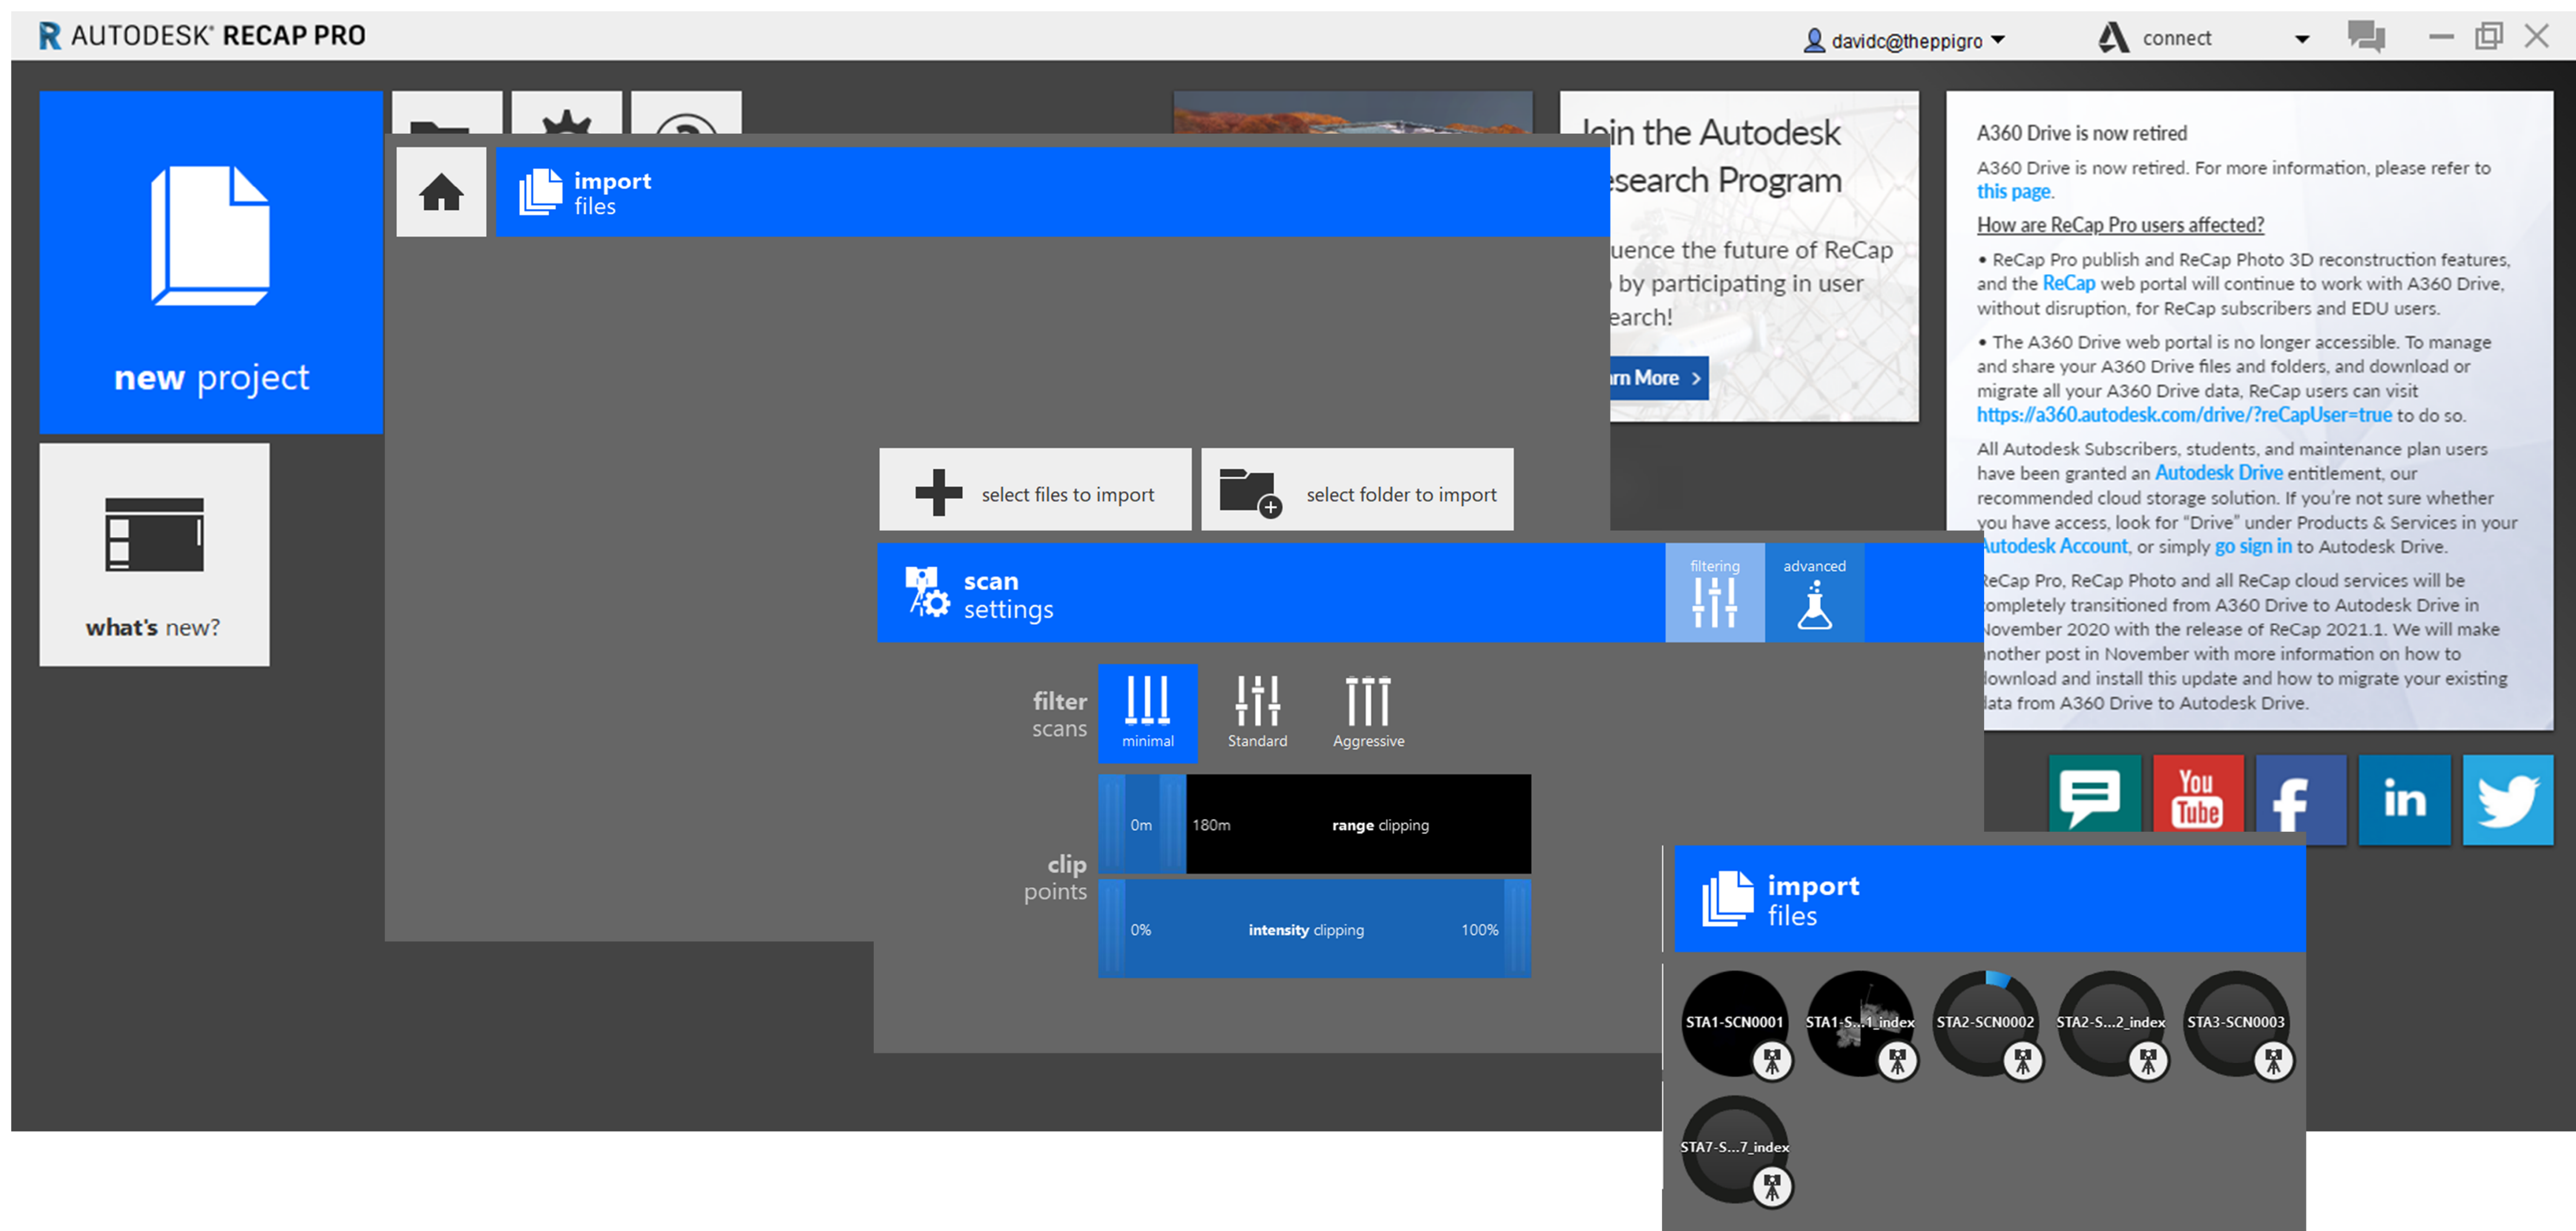 AUTODESK® RECAP PRO
davidc@theppigro
connect
new project
what's new?
import
files
select files to import
select folder to import
in the Autodesk
search Program
uence the future of ReCap
by participating in user
earch!
rn More
A360 Drive is now retired
A360 Drive is now retired. For more information, please refer to
this page.
How are ReCap Pro users affected?
• ReCap Pro publish and ReCap Photo 3D reconstruction features,
and the ReCap web portal will continue to work with A360 Drive,
without disruption, for ReCap subscribers and EDU users.
• The A360 Drive web portal is no longer accessible. To manage
and share your A360 Drive files and folders, and download or
migrate all your A360 Drive data, ReCap users can visit
https://a360.autodesk.com/drive/?reCapUser=true to do so.
All Autodesk Subscribers, students, and maintenance plan users
have been granted an Autodesk Drive entitlement, our
recommended cloud storage solution. If you're not sure whether
you have access, look for “Drive” under Products & Services in your
Autodesk Account, or simply go sign in to Autodesk Drive.
ReCap Pro, ReCap Photo and all ReCap cloud services will be
completely transitioned from A360 Drive to Autodesk Drive in
November 2020 with the release of ReCap 2021.1. We will make
another post in November with more information on how to
download and install this update and how to migrate your existing
data from A360 Drive to Autodesk Drive.
scan
settings
filtering
advanced
filter
scans
minimal
Standard
Aggressive
clip
points
0m
180m
range clipping
0%
intensity clipping
100%
You
Tube
in
import
files
STA1-SCN0001
STA1-S...1_index
STA2-SCN0002
STA2-S...2_index
STA3-SCN0003
STA7-S...7_index